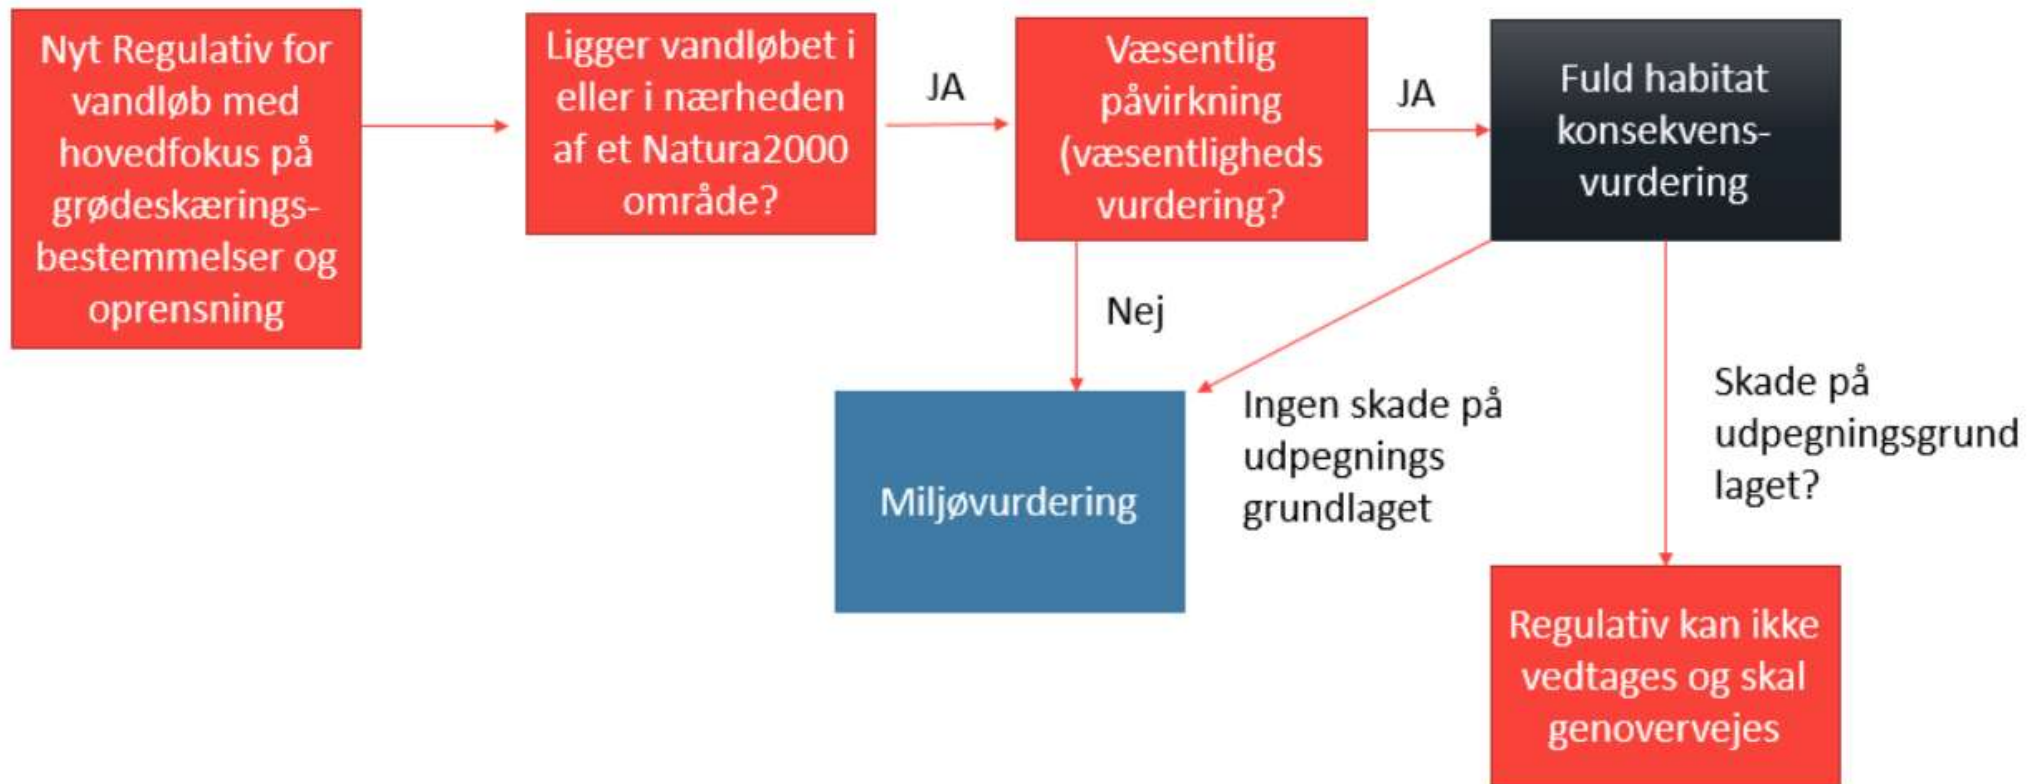 Nyt Regulativ for
vandløb med
hovedfokus på
grødeskærings-
bestemmelser og
oprensning
Ligger vandløbet i
eller i nærheden
af et Natura2000
område?
JA
Væsentlig
påvirkning
(væsentligheds
vurdering?
JA
Fuld habitat
konsekvens-
vurdering
Nej
Ingen skade på
udpegnings
grundlaget
Skade på
udpegningsgrund
laget?
Miljøvurdering
Regulativ kan ikke
vedtages og skal
genovervejes